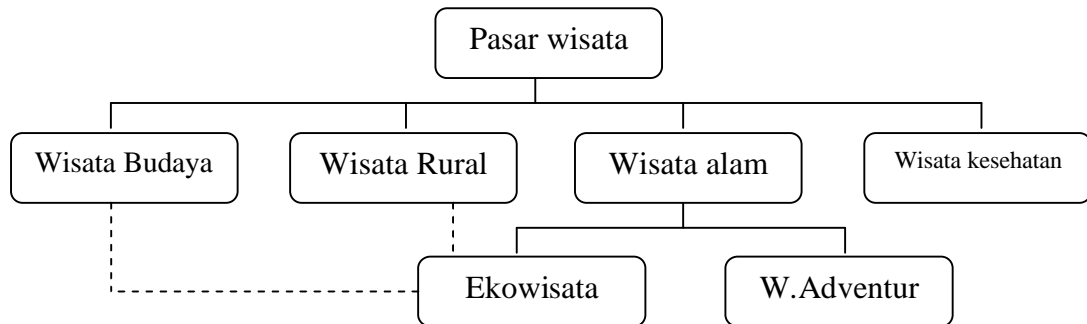 Pasar wisata
Wisata Budaya
Wisata Rural
Wisata alam
Wisata kesehatan
Ekowisata
W.Adventur